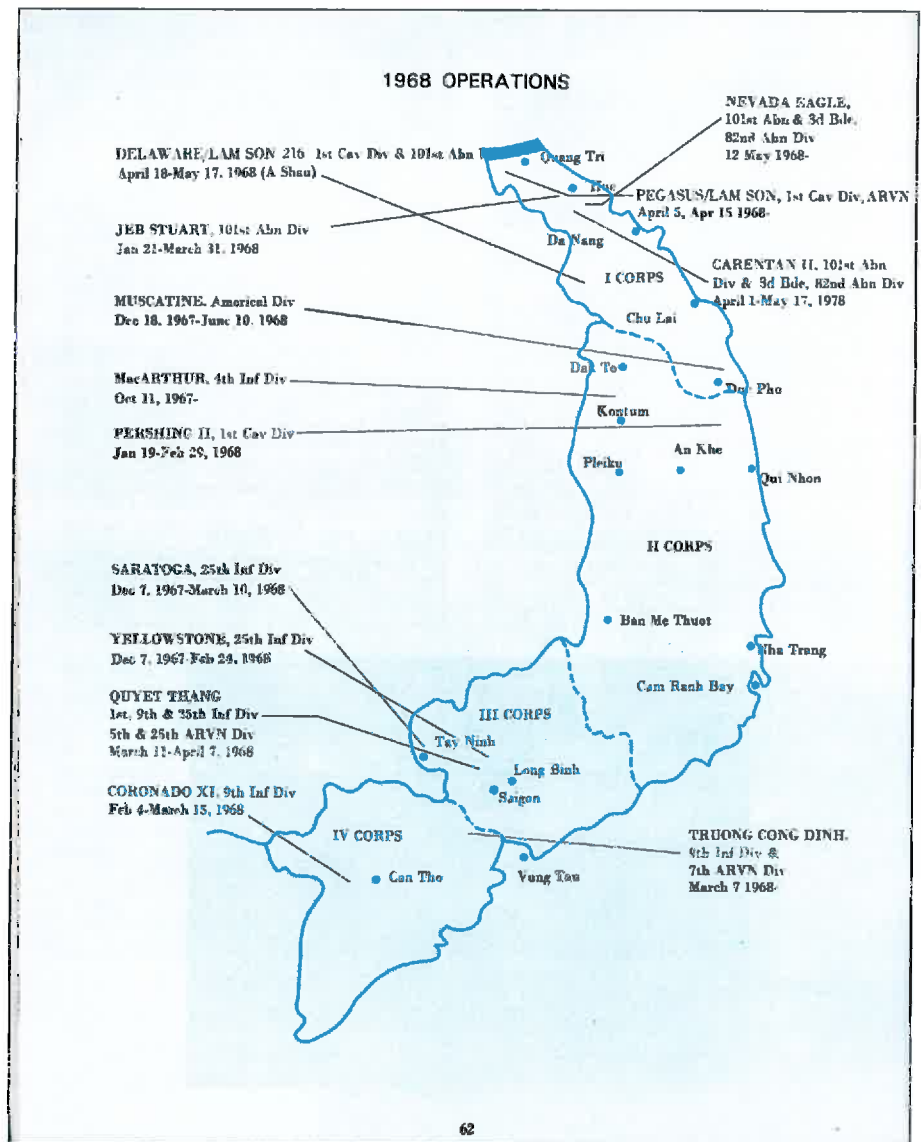 1968 OPERATIONS
NEVADA EAGLE,
101st Abn & 3d Bde,
82nd Abn Div
12 May 1968-
DELAWARE/LAM SON 216 1st Cav Div & 101st Abn
April 18-May 17, 1968 (A Shau)
Quang Tri
Hue
PEGASUS/LAM SON, 1st Cav Div, ARVN
April 5, Apr 15 1968-
JEB STUART, 101st Abn Div
Jan 21-March 31, 1968
Da Nang
CARENTAN II, 101st Abn
Div & 3d Bde, 82nd Abn Div
April 1-May 17, 1978
I CORPS
MUSCATINE. Americal Div
Dec 18, 1967-June 10, 1968
Chu Lai
Dak To
MacARTHUR, 4th Inf Div
Oct 11, 1967-
Duc Pho
Kontum
PERSHING II, 1st Cav Div
Jan 19-Feb 29, 1968
An Khe
Pleiku
Qui Nhon
II CORPS
SARATOGA, 25th Inf Div
Dec 7, 1967-March 10, 1968
Ban Me Thuot
YELLOWSTONE, 25th Inf Div
Dec 7, 1967-Feb 24, 1968
Nha Trang
Cam Ranh Bay
QUYET THANG
1st, 9th & 25th Inf Div
5th & 25th ARVN Div
March 11-April 7, 1968
III CORPS
Tay Ninh
Long Binh
Saigon
CORONADO XI, 9th Inf Div
Feb 4-March 15, 1968
IV CORPS
TRUONG CONG DINH.
9th Inf Div &
7th ARVN Div
March 7 1968-
Can Tho
Vung Tau
62